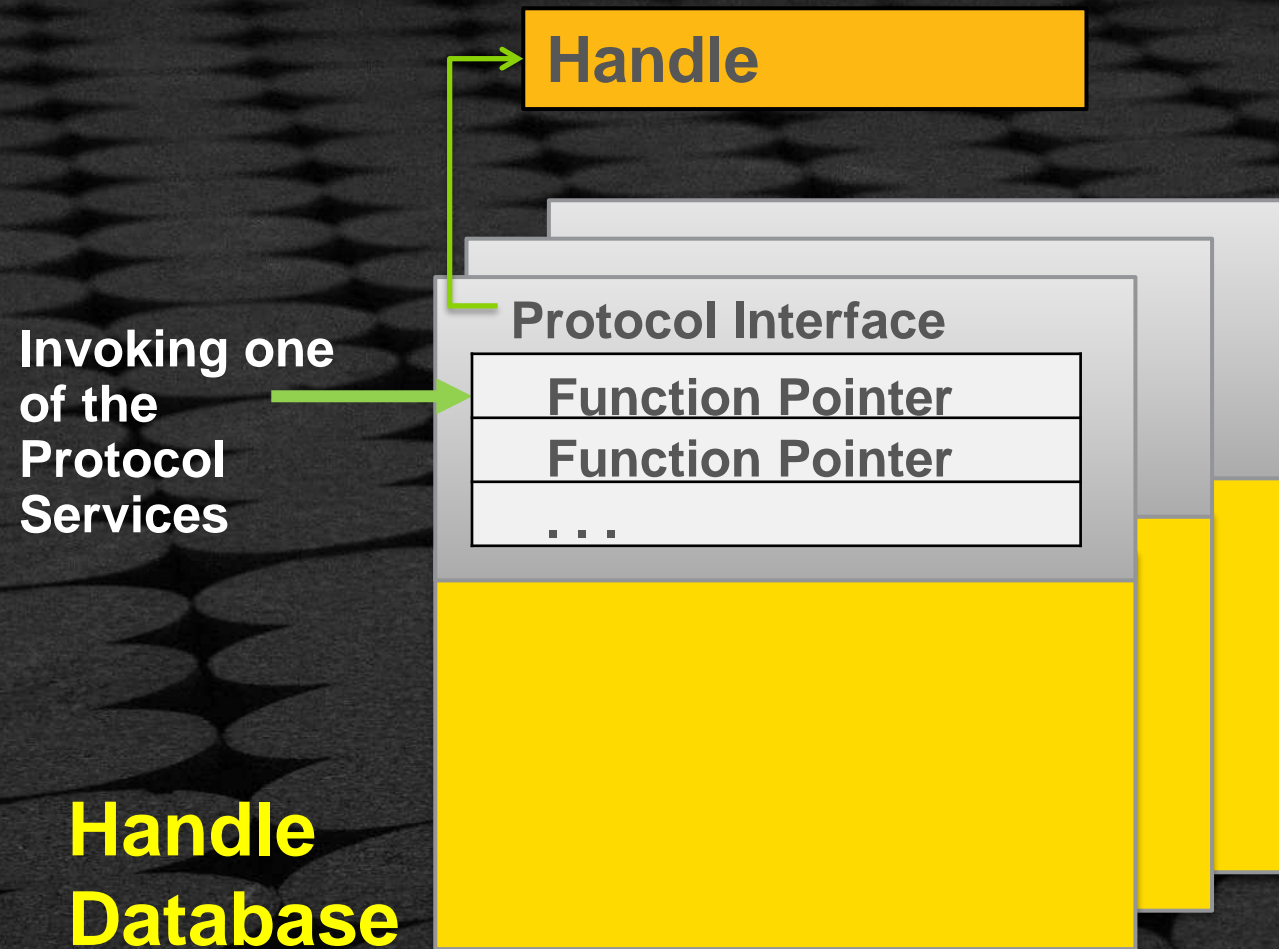 Handle
Protocol Interface
Invoking one
of the
Protocol
Services
Function Pointer
Function Pointer
. . .
Handle
Database